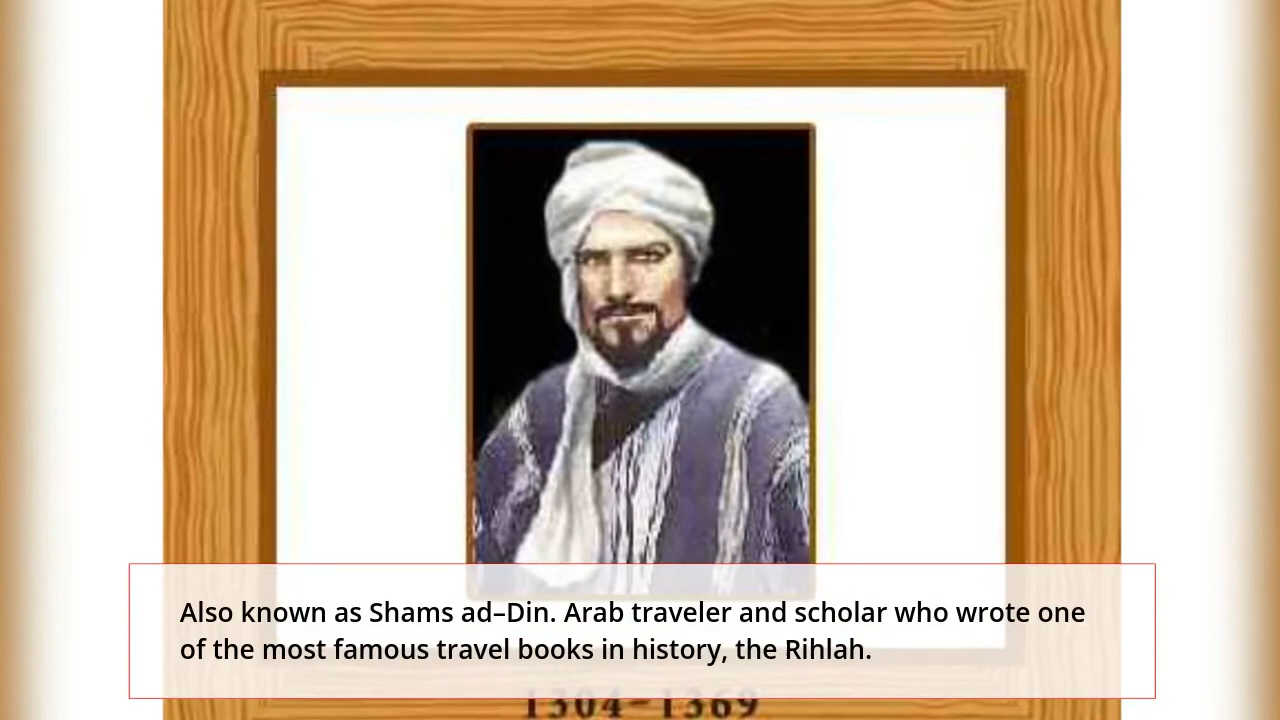 Also known as Shams ad–Din. Arab traveler and scholar who wrote one
of the most famous travel books in history, the Rihlah.
1304-1369